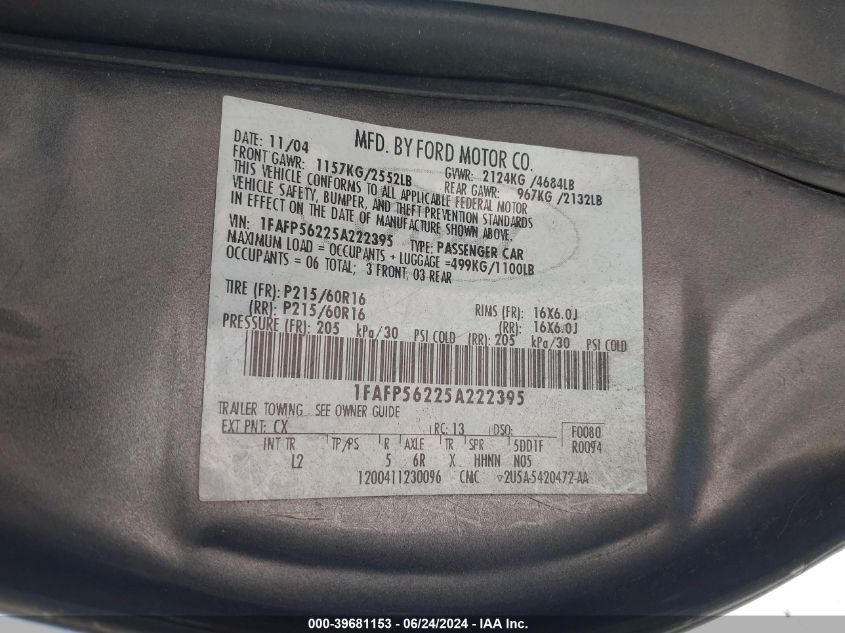 DATE: 11/04 MFD. BY FORD MOTOR CO.
FRONT GAWR: 1157KG/2552LB GVWR: 2124KG /4684LB
REAR GAWR: 967KG /2132LB
THIS VEHICLE CONFORMS TO ALL APPLICABLE FEDERAL MOTOR
VEHICLE SAFETY, BUMPER, AND THEFT PREVENTION STANDARDS
IN EFFECT ON THE DATE OF MANUFACTURE SHOWN ABOVE.
VIN: 1FAFP56225A222395 TYPE: PASSENGER CAR
MAXIMUM LOAD = OCCUPANTS + LUGGAGE =499KG/1100LB
OCCUPANTS = 06 TOTAL; 3 FRONT, 03 REAR
TIRE (FR): P215/60R16 RINS (FR): 16X6.0J
(RR): P215/60R16 (RR): 16X6.0J
PRESSURE (FR): 205 kPa/30 PSI COLD (RR): 205 kPa/30 PSI COLD
1FAFP56225A222395
TRAILER TOWING _ SEE OWNER GUIDE
EXT PNT: CX RC: 13 DSO: F0080
INT TR TP/PS R AXLE TR SPR 5DD1F R0094
L2 5 6R X HHNN NOS
1200411230096 CMC ▽2U5A-5420472-AA
000-39681153 - 06/24/2024 - IAAI Inc.